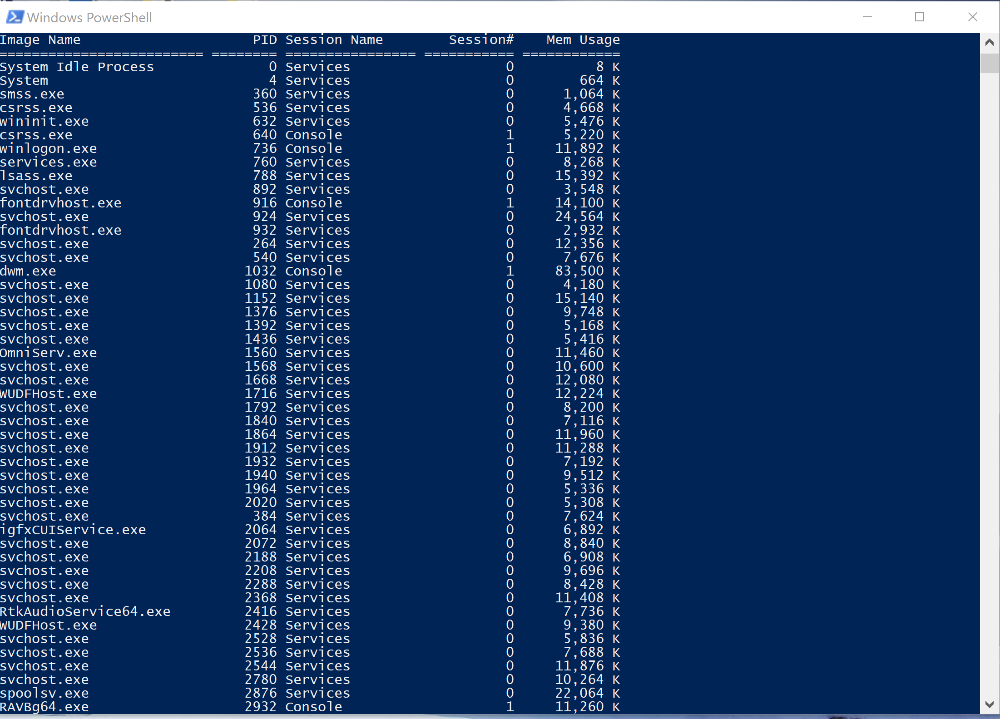 Windows PowerShell
Image Name                     PID Session Name        Session#    Mem Usage
========================= ======== ================ =========== ============
System Idle Process              0 Services                   0          8 K
System                           4 Services                   0        664 K
smss.exe                       360 Services                   0      1,064 K
csrss.exe                      536 Services                   0      4,668 K
wininit.exe                    632 Services                   0      5,476 K
csrss.exe                      640 Console                    1      5,220 K
winlogon.exe                   736 Console                    1     11,892 K
services.exe                   760 Services                   0      8,268 K
lsass.exe                      788 Services                   0     15,392 K
svchost.exe                    892 Services                   0      3,548 K
fontdrvhost.exe                916 Console                    1     14,100 K
svchost.exe                    924 Services                   0     24,564 K
fontdrvhost.exe                932 Services                   0      2,932 K
svchost.exe                    264 Services                   0     12,356 K
svchost.exe                    540 Services                   0      7,676 K
dwm.exe                       1032 Console                    1     83,500 K
svchost.exe                   1080 Services                   0      4,180 K
svchost.exe                   1152 Services                   0     15,140 K
svchost.exe                   1376 Services                   0      9,748 K
svchost.exe                   1392 Services                   0      5,168 K
svchost.exe                   1436 Services                   0      5,416 K
OmniServ.exe                  1560 Services                   0     11,460 K
svchost.exe                   1568 Services                   0     10,600 K
svchost.exe                   1668 Services                   0     12,080 K
WUDFHost.exe                  1716 Services                   0     12,224 K
svchost.exe                   1792 Services                   0      8,200 K
svchost.exe                   1840 Services                   0      7,116 K
svchost.exe                   1864 Services                   0     11,960 K
svchost.exe                   1912 Services                   0     11,288 K
svchost.exe                   1932 Services                   0      7,192 K
svchost.exe                   1940 Services                   0      9,512 K
svchost.exe                   1964 Services                   0      5,336 K
svchost.exe                   2020 Services                   0      5,308 K
svchost.exe                    384 Services                   0      7,624 K
igfxCUIService.exe            2064 Services                   0      6,892 K
svchost.exe                   2072 Services                   0      8,840 K
svchost.exe                   2188 Services                   0      6,908 K
svchost.exe                   2208 Services                   0      9,696 K
svchost.exe                   2288 Services                   0      8,428 K
svchost.exe                   2368 Services                   0     11,408 K
RtkAudioService64.exe         2416 Services                   0      7,736 K
WUDFHost.exe                  2428 Services                   0      9,380 K
svchost.exe                   2528 Services                   0      5,836 K
svchost.exe                   2536 Services                   0      7,688 K
svchost.exe                   2544 Services                   0     11,876 K
svchost.exe                   2780 Services                   0     10,264 K
spoolsv.exe                   2876 Services                   0     22,064 K
RAVBg64.exe                   2932 Console                    1     11,260 K